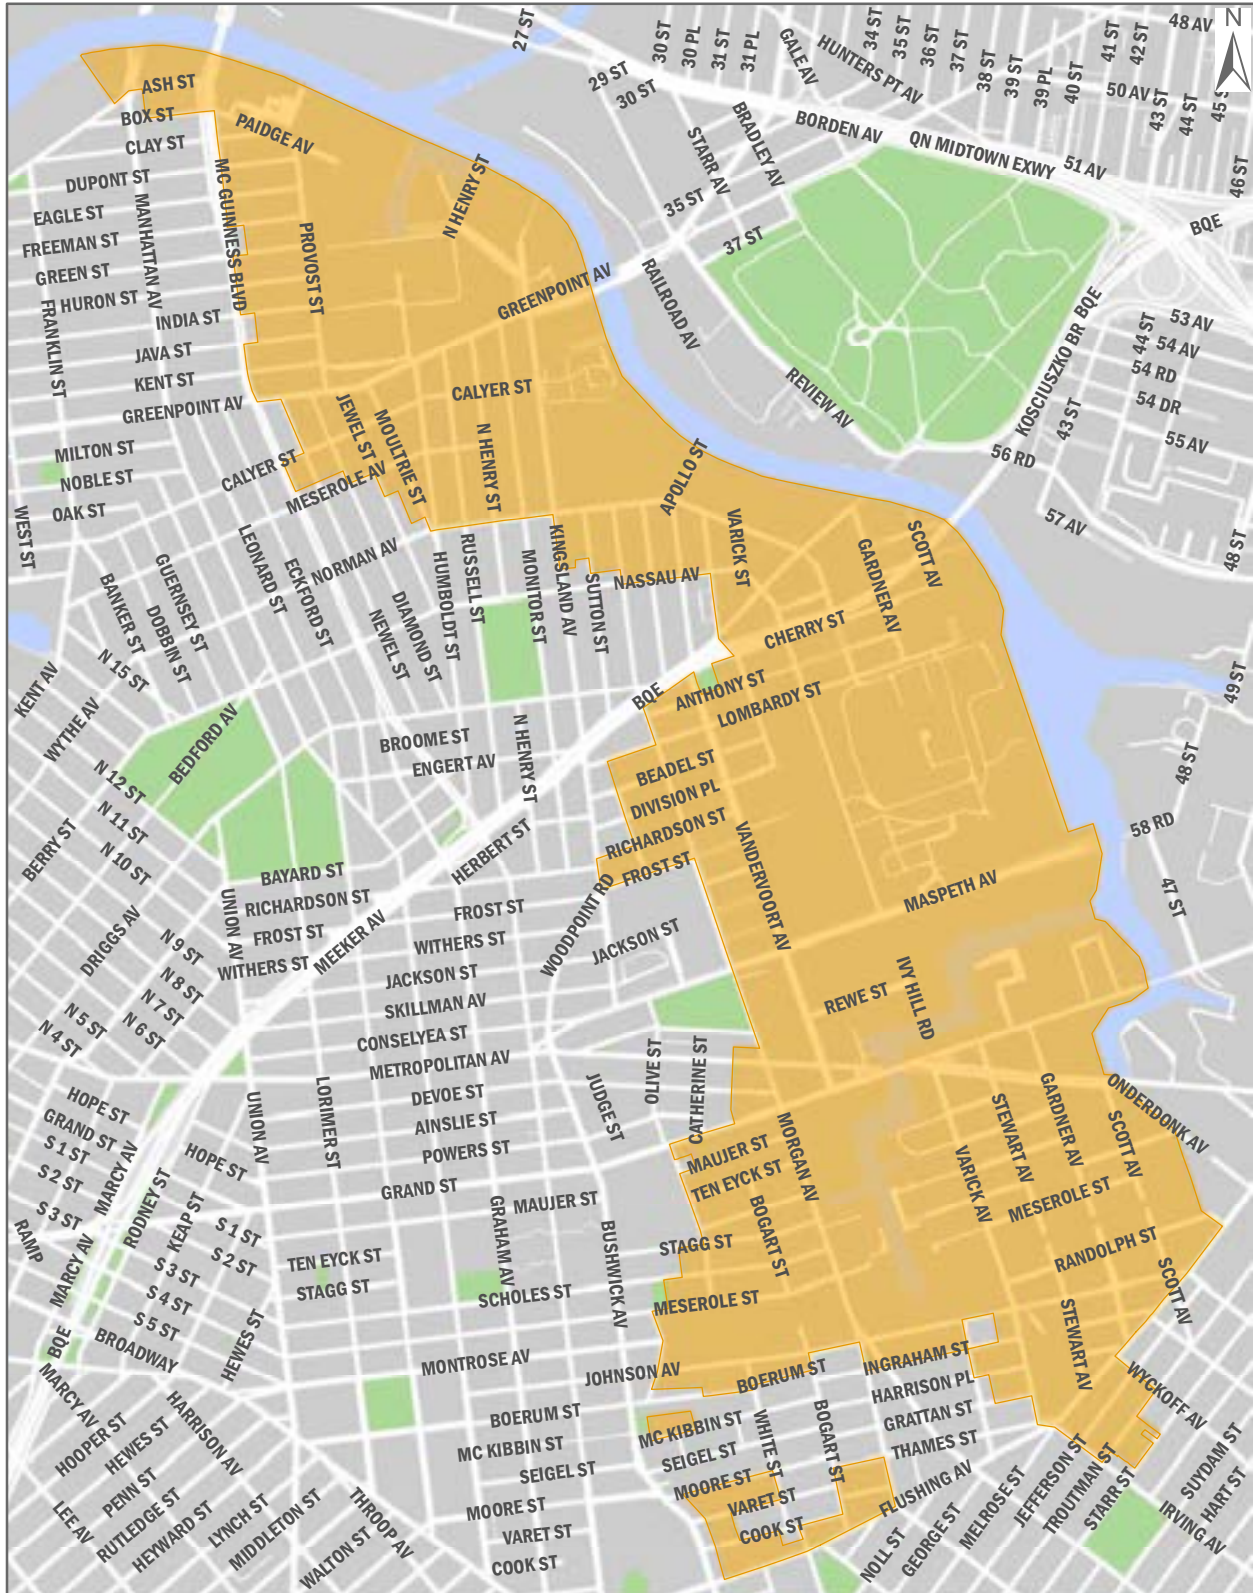 27 ST
30 ST
30 PL
31 ST
31 PL
GALE AV
HUNTERS PT AV
34 ST
35 ST
36 ST
37 ST
38 ST
39 ST
39 PL
40 ST
41 ST
42 ST
48 AV
N
29 ST
30 ST
50 AV
43 ST
44 ST
ASH ST
BOX ST
CLAY ST
PAIDGE AV
BRADLEY AV
STARR AV
BORDEN AV
QN MIDTOWN EXWY
51 AV
46 ST
DUPONT ST
EAGLE ST
FREEMAN ST
GREEN ST
HURON ST
INDIA ST
JAVA ST
KENT ST
GREENPOINT AV
MANHATTAN AV
MC GUINNESS BLVD
PROVOST ST
N HENRY ST
35 ST
37 ST
BQE
FRANKLIN ST
GREENPOINT AV
RAILROAD AV
REVIEW AV
KOSCIUSZKO BR
BQE
53 AV
44 ST
54 AV
54 RD
54 DR
43 ST
55 AV
56 RD
57 AV
48 ST
CALYER ST
JEWEL ST
MOULTRIE ST
N HENRY ST
APOLLO ST
MILTON ST
NOBLE ST
OAK ST
WEST ST
CALYER ST
MESEROLE AV
NORMAN AV
LEONARD ST
ECKFORD ST
GUERNSEY ST
DOBBIN ST
BANKER ST
RUSSELL ST
HUMBOLDT ST
DIAMOND ST
NEWEL ST
MONITOR ST
KINGSLAND AV
SUTTON ST
NASSAU AV
VARICK ST
GARDNER AV
SCOTT AV
CHERRY ST
KENT AV
WYTHE AV
N 15 ST
BEDFORD AV
BROOME ST
ENGERT AV
N HENRY ST
BQE
ANTHONY ST
LOMBARDY ST
49 ST
48 ST
N 12 ST
N 11 ST
N 10 ST
BERRY ST
BEADEL ST
DIVISION PL
RICHARDSON ST
FROST ST
VANDERVOORT AV
58 RD
47 ST
HERBERT ST
BAYARD ST
RICHARDSON ST
FROST ST
WITHERS ST
UNION AV
MEEKER AV
DRIGGS AV
N 9 ST
N 8 ST
N 7 ST
N 6 ST
N 5 ST
N 4 ST
FROST ST
WITHERS ST
JACKSON ST
SKILLMAN AV
CONSELYEA ST
METROPOLITAN AV
DEVOE ST
AINSLIE ST
POWERS ST
GRAND ST
WOODPOINT RD
JACKSON ST
MASPETH AV
REWE ST
IVY HILL RD
OLIVE ST
CATHERINE ST
JUDGE ST
ONDERDONK AV
HOPE ST
GRAND ST
S 1 ST
S 2 ST
S 3 ST
RAMP
MARCY AV
MARCY AV
RODNEY ST
HOPE ST
KEAP ST
UNION AV
LORIMER ST
S 1 ST
S 2 ST
S 3 ST
S 4 ST
S 5 ST
BROADWAY
HEWES ST
MAUJER ST
TEN EYCK ST
MORGAN AV
BOGART ST
STEWART AV
GARDNER AV
SCOTT AV
VARICK AV
MESEROLE ST
RANDOLPH ST
SCOTT AV
MAUJER ST
GRAHAM AV
BUSHWICK AV
TEN EYCK ST
STAGG ST
SCHOLES ST
STAGG ST
MESEROLE ST
BQE
MARCY AV
HARRISON AV
MONTROSE AV
JOHNSON AV
BOERUM ST
INGRAHAM ST
HARRISON PL
GRATTAN ST
THAMES ST
STEWART AV
WYCKOFF AV
HOOPER ST
HEWES ST
PENN ST
RUTLEDGE ST
HEYWARD ST
LYNCH ST
MIDDLETON ST
WALTON ST
THROOP AV
LEE AV
BOERUM ST
MC KIBBIN ST
SEIGEL ST
MOORE ST
VARET ST
COOK ST
MC KIBBIN ST
SEIGEL ST
MOORE ST
VARET ST
COOK ST
WHITE ST
BOGART ST
FLUSHING AV
NOLL ST
GEORGE ST
MELROSE ST
JEFFERSON ST
TROUTMAN ST
STARR ST
SUYDAM ST
HART ST
IRVING AV